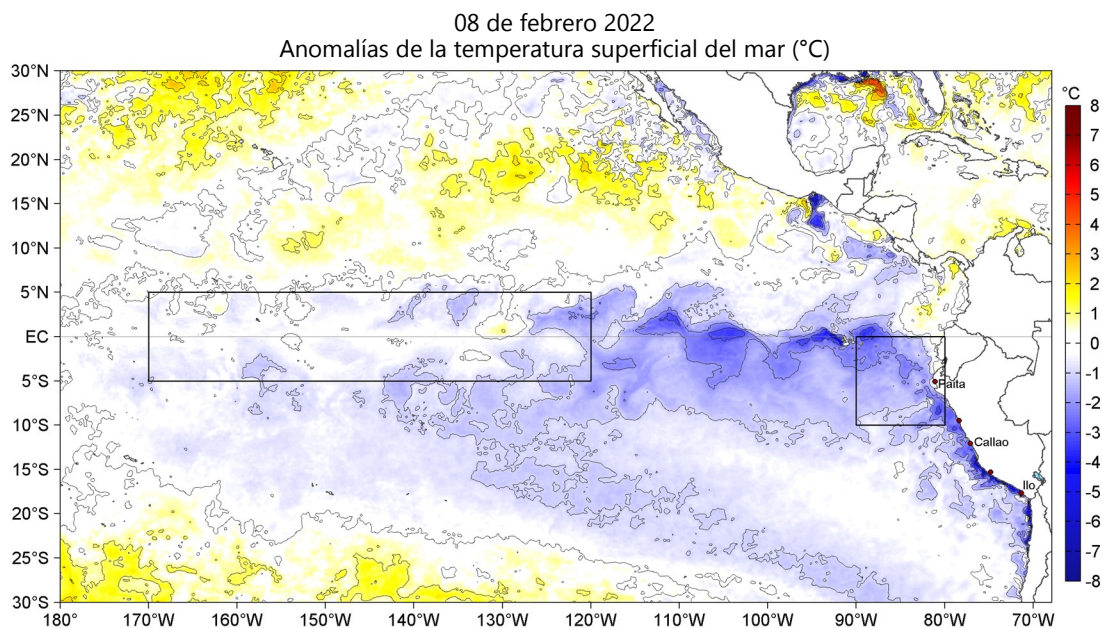 08 de febrero 2022
Anomalías de la temperatura superficial del mar (°C)
30°N
25°N
20°N
15°N
10°N
5°N
EC
5°S
10°S
15°S
20°S
25°S
30°S
180°W
170°W
160°W
150°W
140°W
130°W
120°W
110°W
100°W
90°W
80°W
70°W
Paita
Callao
Ilo
°C
8
7
6
5
4
3
2
1
0
-1
-2
-3
-4
-5
-6
-7
-8